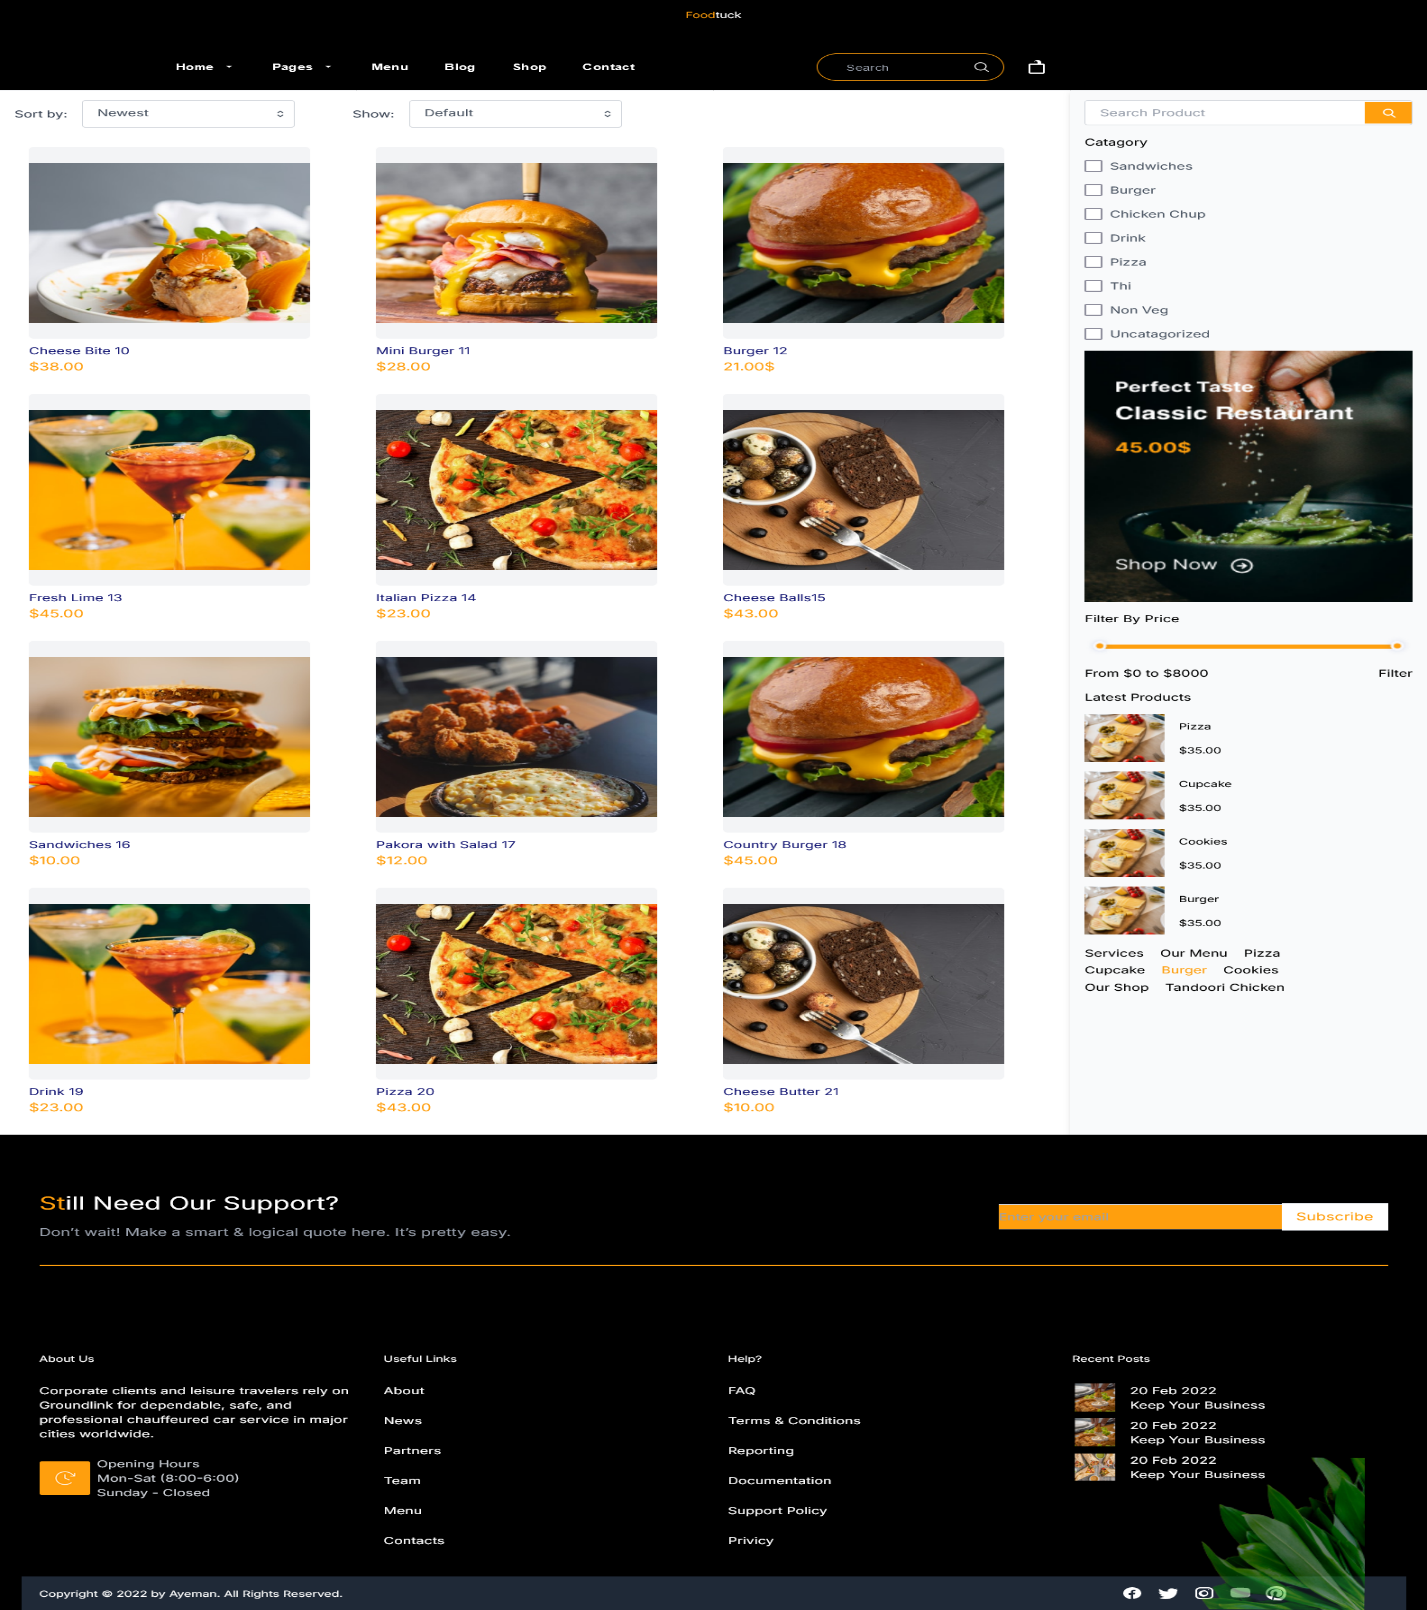 Foodtuck
Home Pages Menu Blog Shop Contact Search
Sort by: Newest Show: Default
Cheese Bite 10 Mini Burger 11 Burger 12
$38.00 $28.00 21.00$
Fresh Lime 13 Italian Pizza 14 Cheese Balls15
$45.00 $23.00 $43.00
Sandwiches 16 Pakora with Salad 17 Country Burger 18
$10.00 $12.00 $45.00
Drink 19 Pizza 20 Cheese Butter 21
$23.00 $43.00 $10.00
Search Product
Catagory
Sandwiches
Burger
Chicken Chup
Drink
Pizza
Thi
Non Veg
Uncatagorized
Perfect Taste
Classic Restaurant
45.00$
Shop Now
Filter By Price
From $0 to $8000 Filter
Latest Products
Pizza
$35.00
Cupcake
$35.00
Cookies
$35.00
Burger
$35.00
Services Our Menu Pizza
Cupcake Burger Cookies
Our Shop Tandoori Chicken
Still Need Our Support?
Don't wait! Make a smart & logical quote here. It's pretty easy.
Enter your email Subscribe
About Us
Corporate clients and leisure travelers rely on
Groundlink for dependable, safe, and
professional chauffeured car service in major
cities worldwide.
Opening Hours
Mon-Sat (8:00-6:00)
Sunday - Closed
Useful Links
About
News
Partners
Team
Menu
Contacts
Help?
FAQ
Terms & Conditions
Reporting
Documentation
Support Policy
Privicy
Recent Posts
20 Feb 2022
Keep Your Business
20 Feb 2022
Keep Your Business
20 Feb 2022
Keep Your Business
Copyright © 2022 by Ayeman. All Rights Reserved.